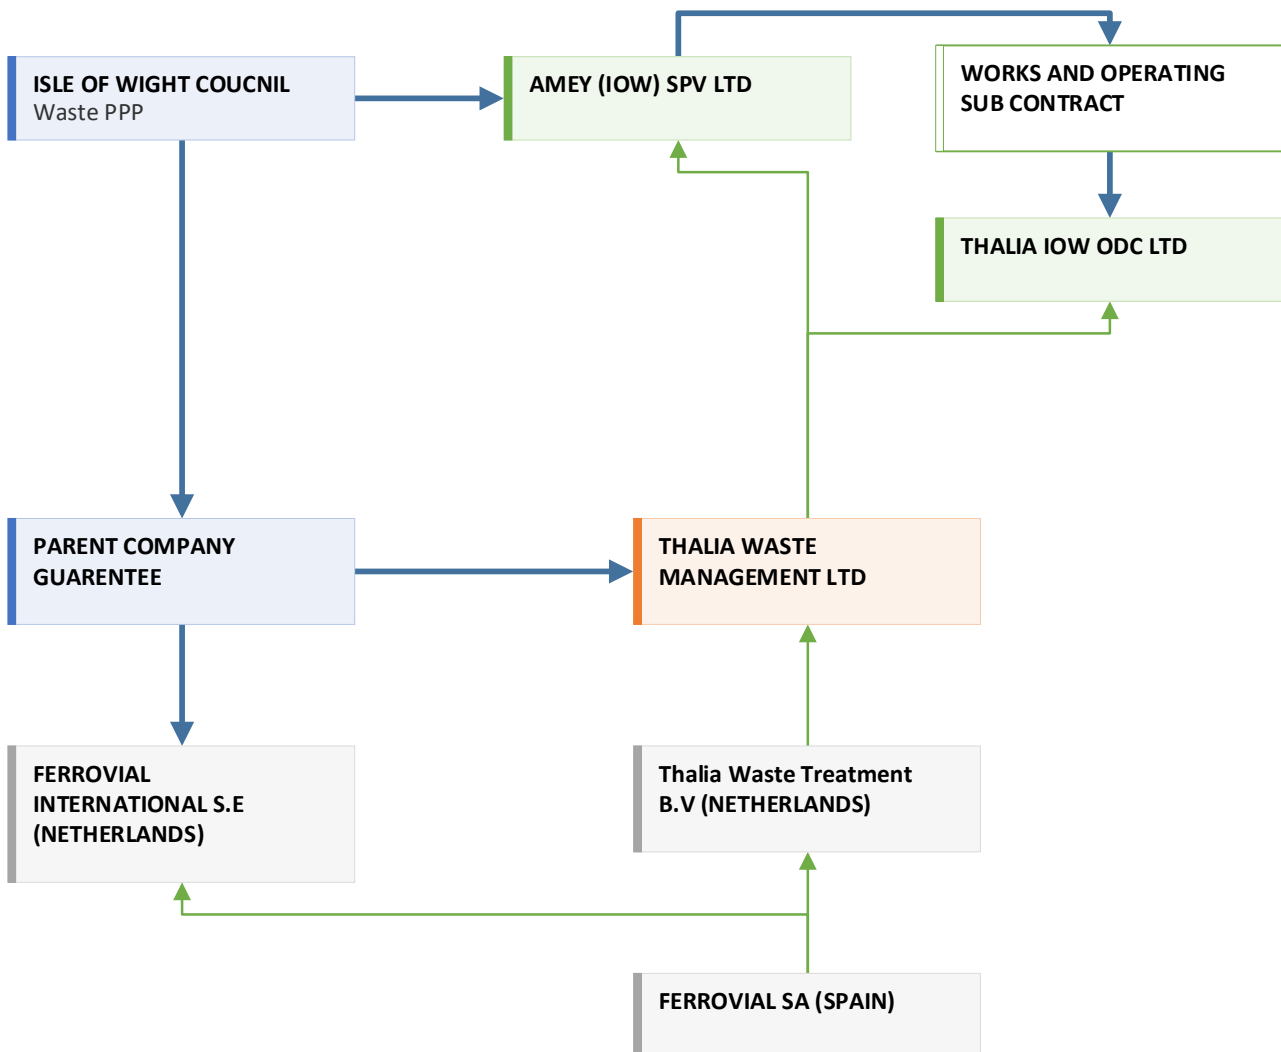 ISLE OF WIGHT COUCNIL
Waste PPP
AMEY (IOW) SPV LTD
WORKS AND OPERATING
SUB CONTRACT
THALIA IOW ODC LTD
PARENT COMPANY
GUARENTEE
THALIA WASTE
MANAGEMENT LTD
FERROVIAL
INTERNATIONAL S.E
(NETHERLANDS)
Thalia Waste Treatment
B.V (NETHERLANDS)
FERROVIAL SA (SPAIN)